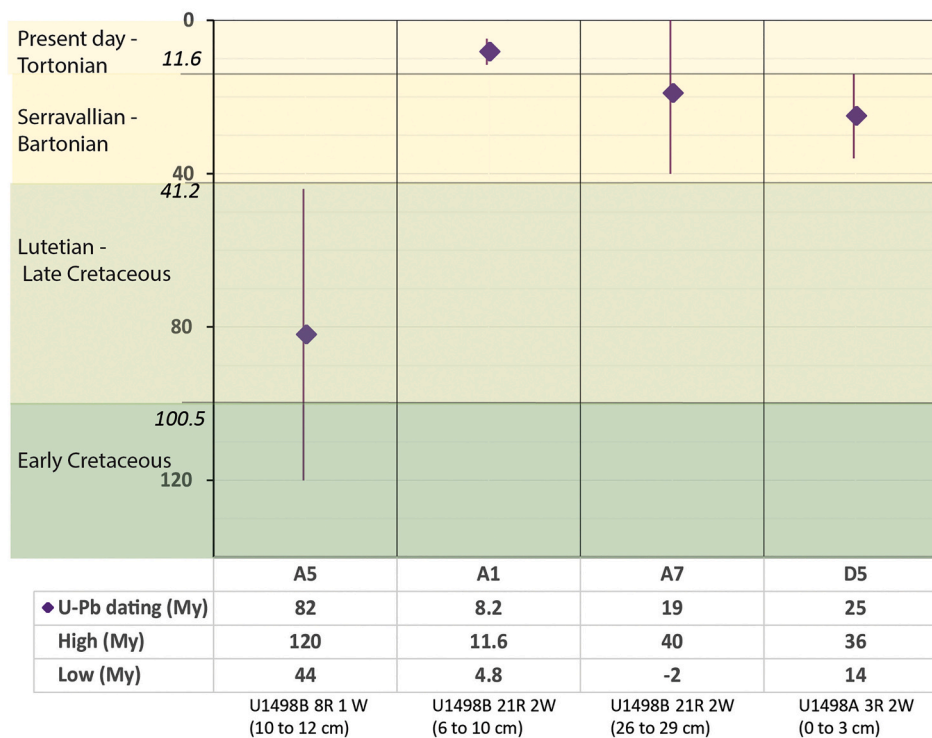 0
Present day -
Tortonian
11.6
Serravallian -
Bartonian
40
41.2
Lutetian -
Late Cretaceous
80
100.5
Early Cretaceous
120
A5 A1 A7 D5
U-Pb dating (My) 82 8.2 19 25
High (My) 120 11.6 40 36
Low (My) 44 4.8 -2 14
U1498B 8R 1 W U1498B 21R 2W U1498B 21R 2W U1498A 3R 2W
(10 to 12 cm) (6 to 10 cm) (26 to 29 cm) (0 to 3 cm)